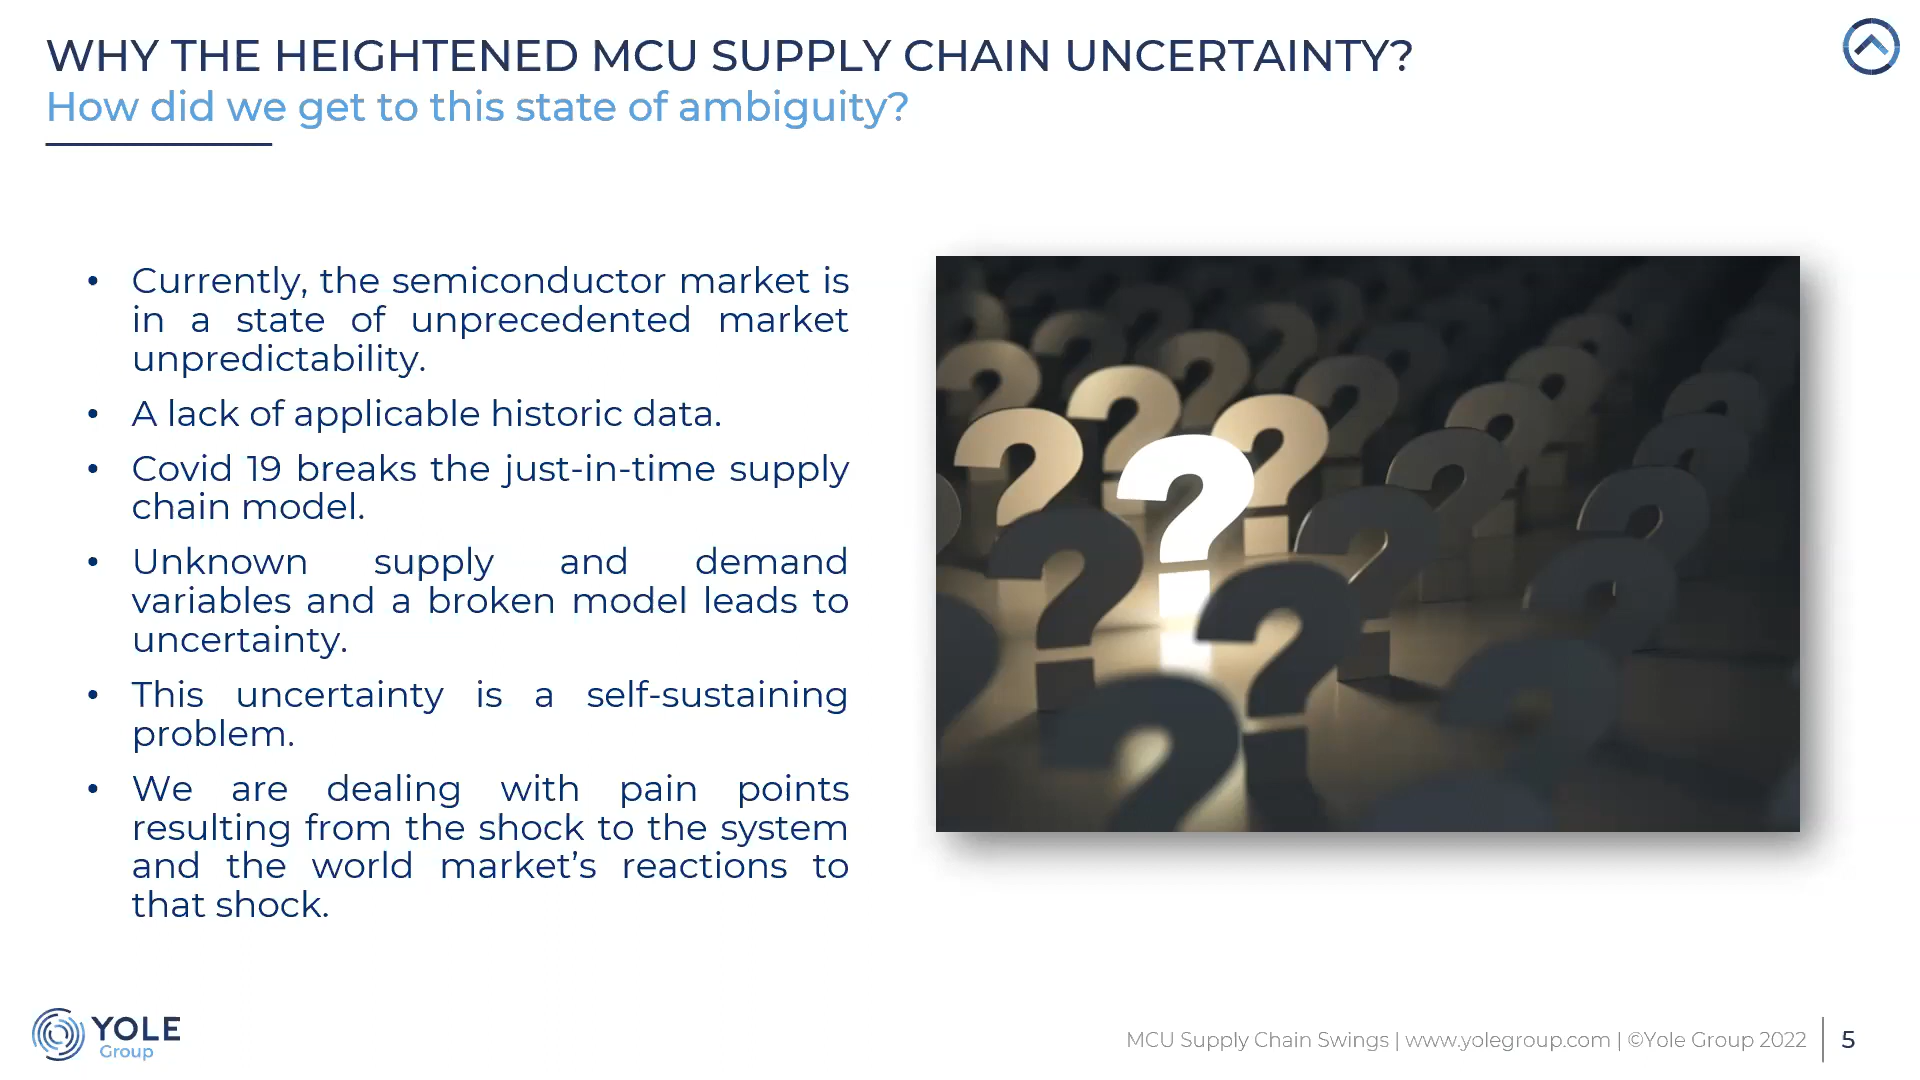 WHY THE HEIGHTENED MCU SUPPLY CHAIN UNCERTAINTY?
How did we get to this state of ambiguity?
• Currently, the semiconductor market is
in a state of unprecedented market
unpredictability.
• A lack of applicable historic data.
• Covid 19 breaks the just-in-time supply
chain model.
• Unknown supply and demand
variables and a broken model leads to
uncertainty.
• This uncertainty is a self-sustaining
problem.
• We are dealing with pain points
resulting from the shock to the system
and the world market’s reactions to
that shock.
YOLE
Group
MCU Supply Chain Swings | www.yolegroup.com | ©Yole Group 2022 | 5